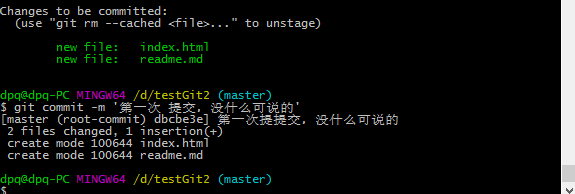 Changes to be committed:
(use "git rm --cached <file>..." to unstage)
new file: index.html
new file: readme.md
dpq@dpq-PC MINGW64 /d/testGit2 (master)
$ git commit -m '第一次 提交，没什么可说的'
[master (root-commit) dbcbe3e] 第一次提提交，没什么可说的
2 files changed, 1 insertion(+)
create mode 100644 index.html
create mode 100644 readme.md
dpq@dpq-PC MINGW64 /d/testGit2 (master)
$